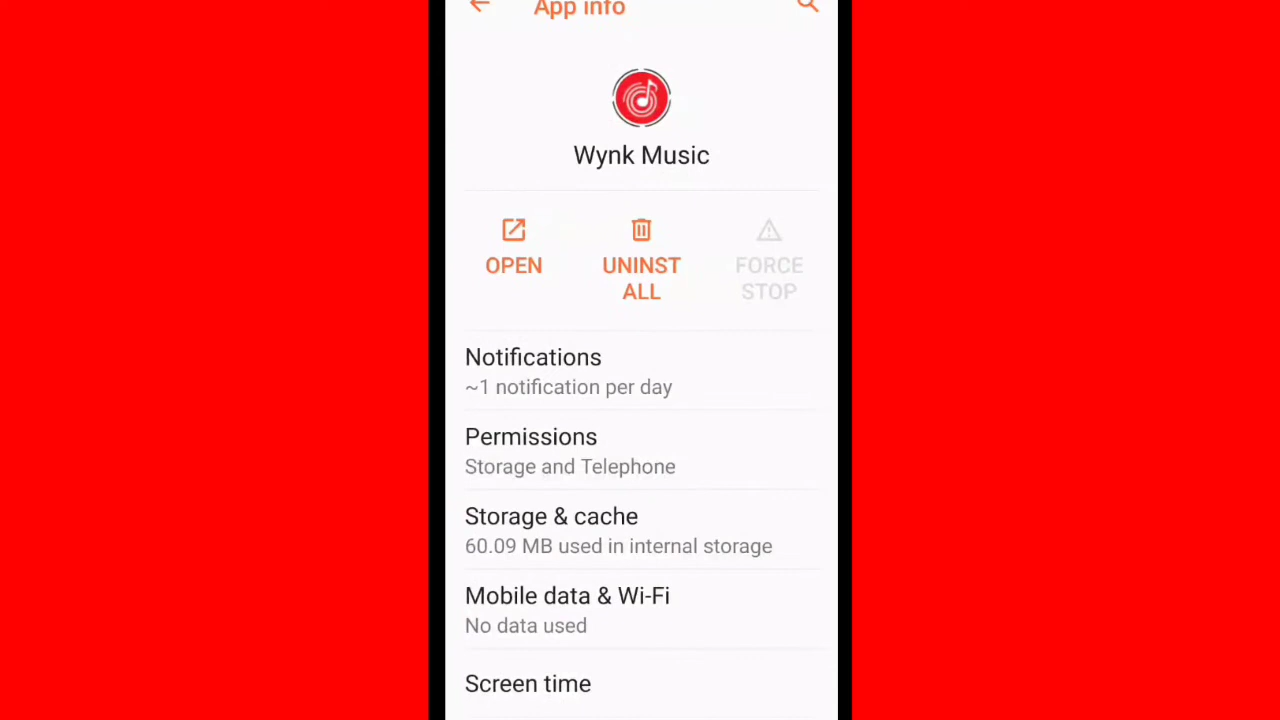 App info
Wynk Music
OPEN
UNINST
ALL
FORCE
STOP
Notifications
~1 notification per day
Permissions
Storage and Telephone
Storage & cache
60.09 MB used in internal storage
Mobile data & Wi-Fi
No data used
Screen time